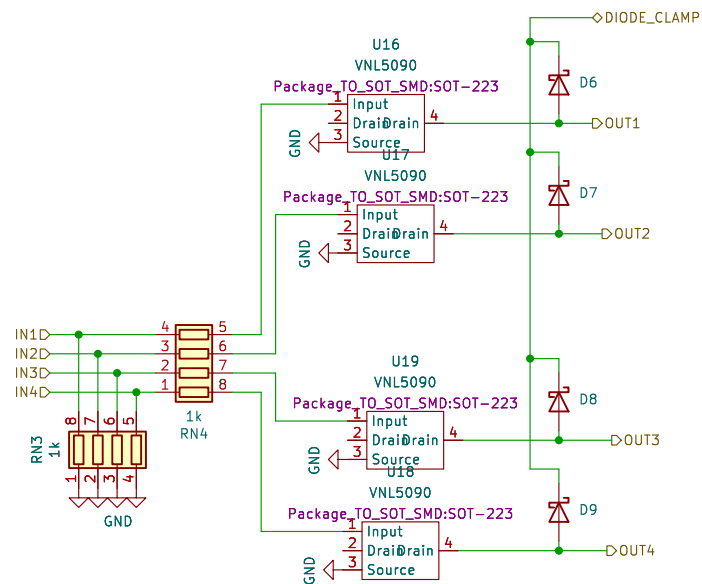 DIODE_CLAMP
U16
VNL5090
Package_TO_SOT_SMD:SOT-223
D6
1 Input
2 Drain Drain 4
OUT1
GND
3 Source
U17
VNL5090
Package_TO_SOT_SMD:SOT-223
D7
1 Input
2 Drain Drain 4
OUT2
GND
3 Source
IN1
4 5
IN2
3 6
IN3
2 7
IN4
1 8
1k
RN4
U19
VNL5090
Package_TO_SOT_SMD:SOT-223
D8
1 Input
2 Drain Drain 4
OUT3
GND
3 Source
8 7 6 5
RN3
1k
1 2 3 4
GND
U18
VNL5090
Package_TO_SOT_SMD:SOT-223
D9
1 Input
2 Drain Drain 4
OUT4
GND
3 Source